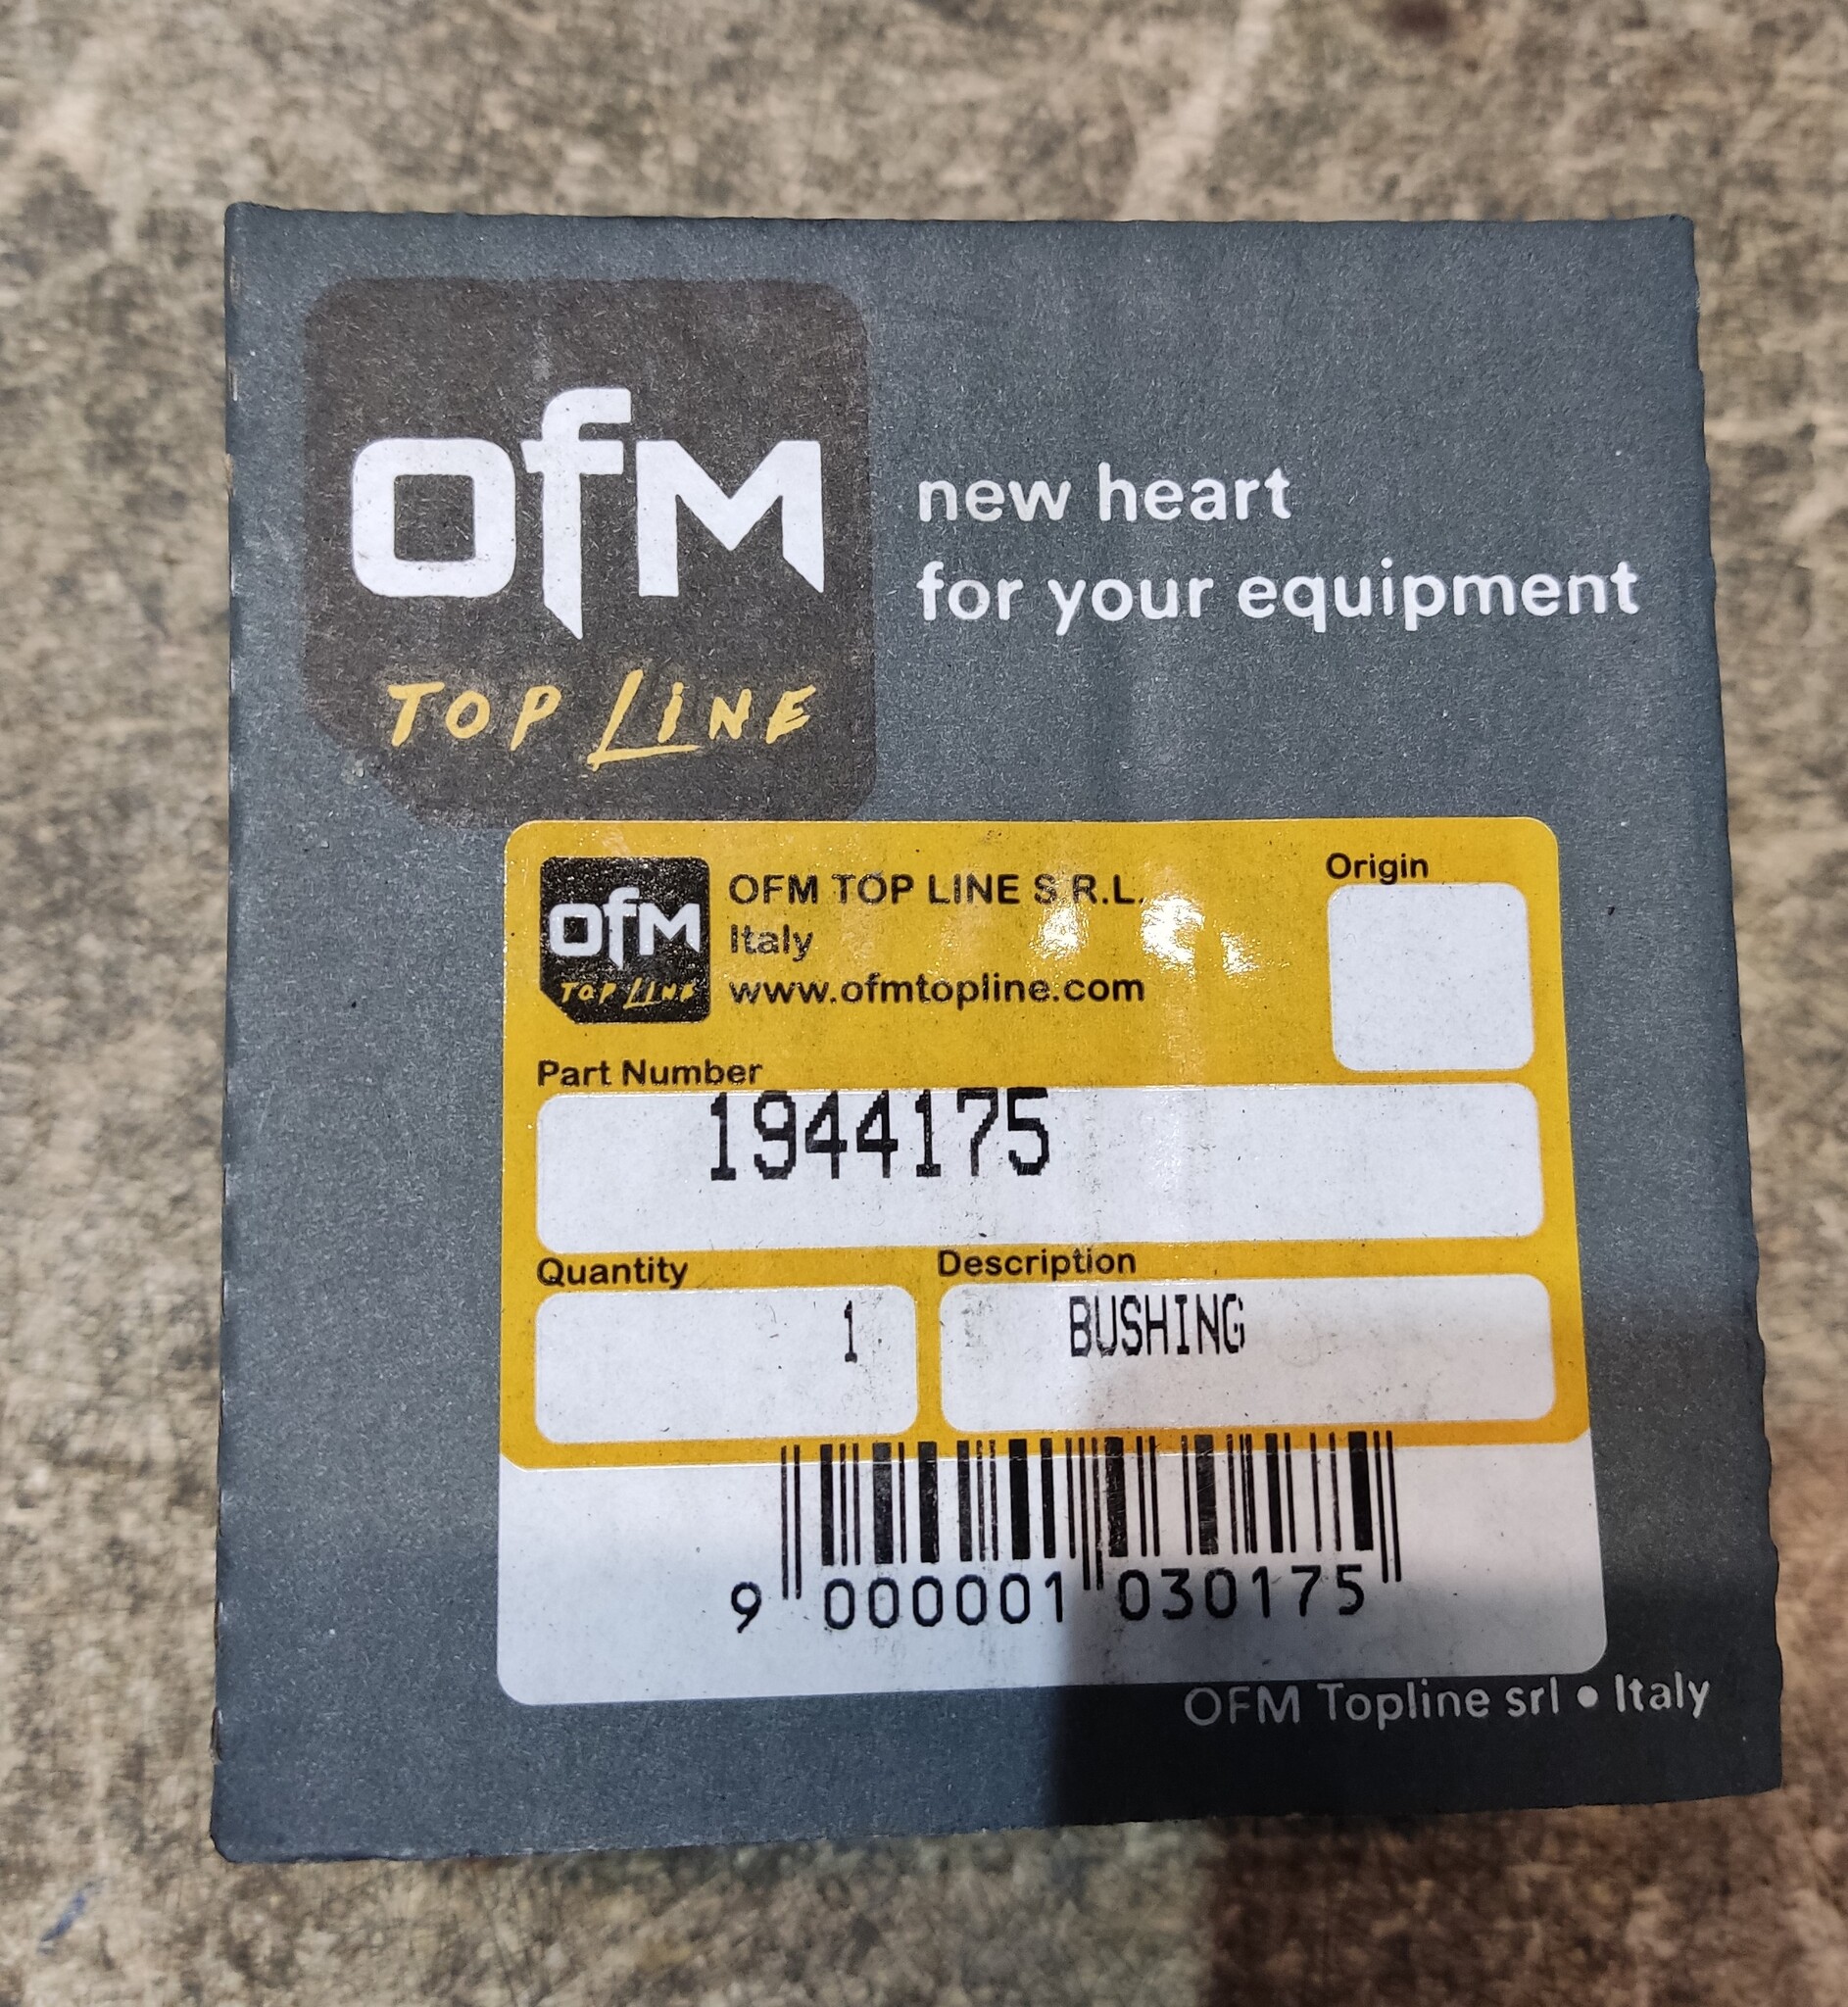 ofm
TOP LiNE
new heart
for your equipment
ofm
TOP LINE
OFM TOP LINE S.R.L.
Italy
www.ofmtopline.com
Origin
Part Number
1944175
Quantity
Description
1
BUSHING
9 000001 030175
OFM Topline srl • Italy